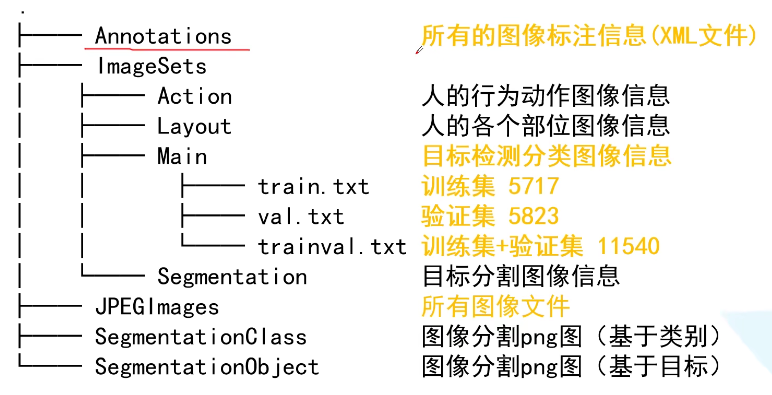 .
├── Annotations 所有的图像标注信息(XML文件)
├── ImageSets
│ ├── Action 人的行为动作图像信息
│ ├── Layout 人的各个部位图像信息
│ ├── Main 目标检测分类图像信息
│ │ ├── train.txt 训练集 5717
│ │ ├── val.txt 验证集 5823
│ │ └── trainval.txt 训练集+验证集 11540
│ └── Segmentation 目标分割图像信息
├── JPEGImages 所有图像文件
├── SegmentationClass 图像分割png图（基于类别）
└── SegmentationObject 图像分割png图（基于目标）